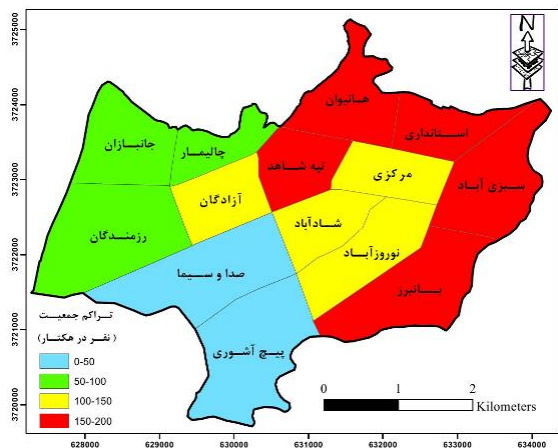 3725000
3724000
3723000
3722000
3721000
3720000
N
هانیوان
استانداری
جانبازان
چالیمار
تپه شاهد
مرکزی
سبزی آباد
آزادگان
رزمندگان
شادآباد
نوروزآباد
صدا و سیما
بانبرز
پیچ آشوری
تراکم جمعیت
(نفر در هکتار)
0-50
50-100
100-150
150-200
0 1 2
Kilometers
628000 629000 630000 631000 632000 633000 634000